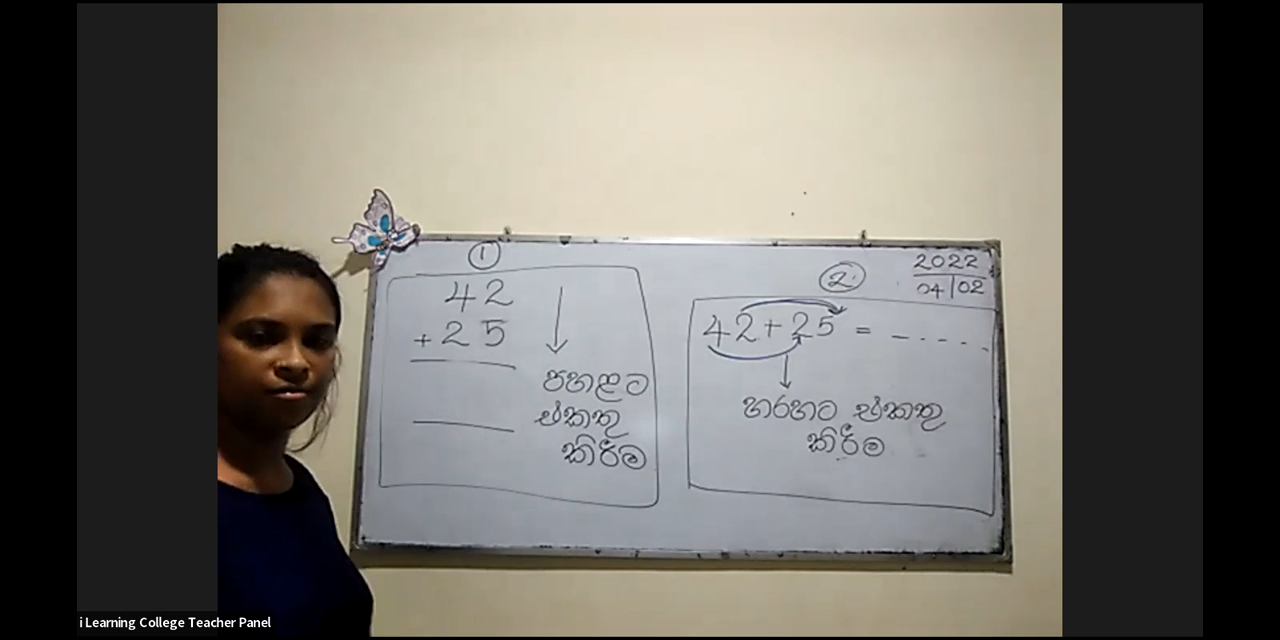 ①
42
+ 25
පහළට
එකතු
කිරීම
②
2022
04/02
42 + 25 = _ _ _ _ _
හරහට එකතු
කිරීම
i Learning College Teacher Panel